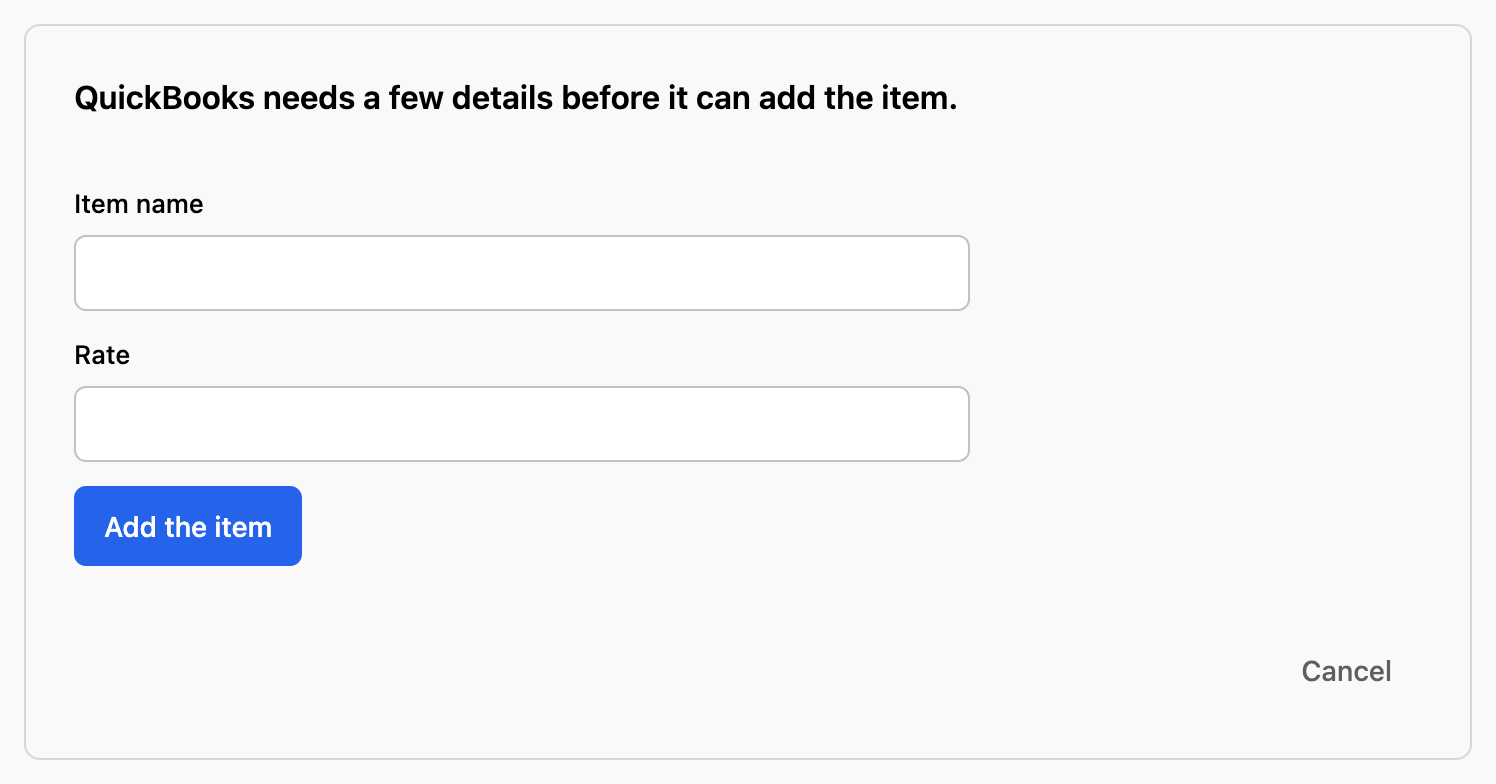 QuickBooks needs a few details before it can add the item.
Item name
Rate
Add the item
Cancel